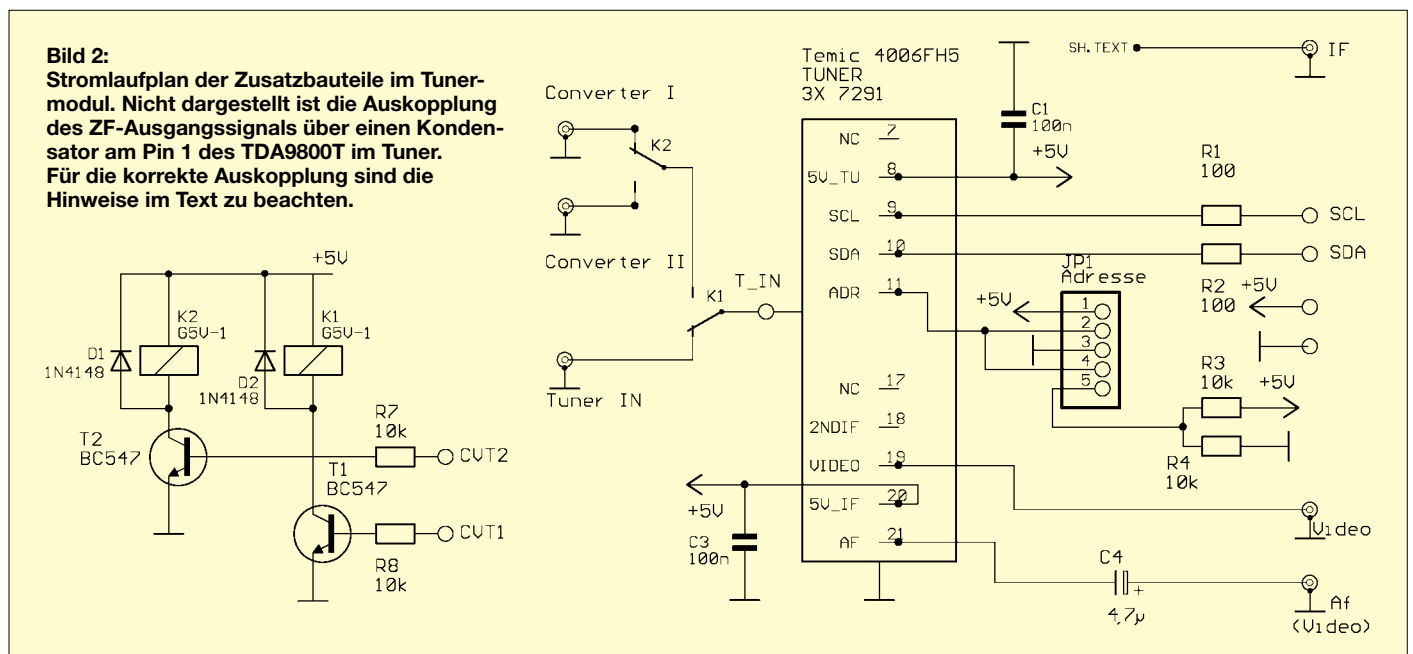 Bild 2:
Stromlaufplan der Zusatzbauteile im Tuner-
modul. Nicht dargestellt ist die Auskopplung
des ZF-Ausgangssignals über einen Konden-
sator am Pin 1 des TDA9800T im Tuner.
Für die korrekte Auskopplung sind die
Hinweise im Text zu beachten.
+5V
K2
G5V-1
K1
G5V-1
D1
1N4148
D2
1N4148
T2
BC547
R7
10k
CVT2
T1
BC547
CVT1
R8
10k
Converter I
K2
Converter II
K1
T_IN
Tuner IN
Temic 4006FH5
TUNER
3X 7291
NC 7
5V_TU 8
SCL 9
SDA 10
ADR 11
NC 17
2NDIF 18
VIDEO 19
5V_IF 20
AF 21
+5V
C3
100n
C1
100n
+5V
SH.TEXT
IF
R1
100
SCL
SDA
R2
100
+5V
JP1
Adresse
+5V
1
2
3
4
5
R3
10k
+5V
R4
10k
Video
C4
+
4,7µ
Af
(Video)